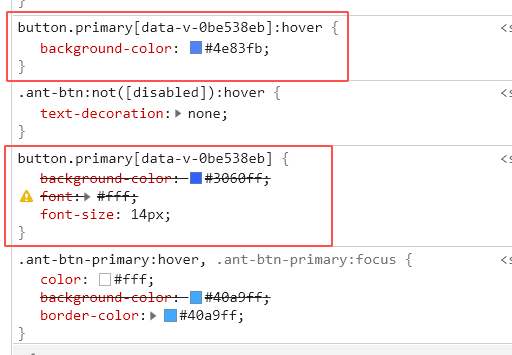 }
button.primary[data-v-0be538eb]:hover {
background-color: #4e83fb;
}
.ant-btn:not([disabled]):hover {
text-decoration: none;
}
button.primary[data-v-0be538eb] {
background-color: #3060ff;
font: #fff;
font-size: 14px;
}
.ant-btn-primary:hover, .ant-btn-primary:focus {
color: #fff;
background-color: #40a9ff;
border-color: #40a9ff;
}